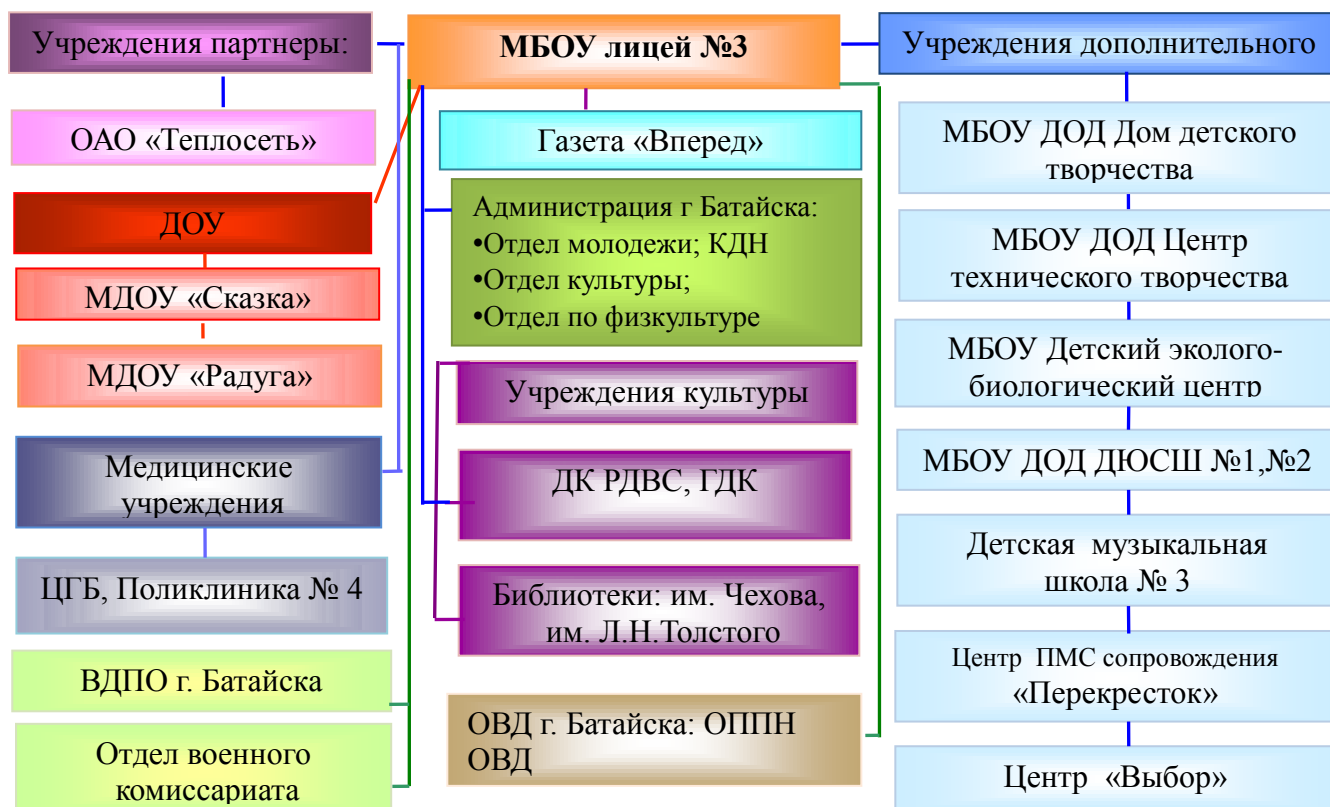 Учреждения партнеры:
ОАО «Теплосеть»
ДОУ
МДОУ «Сказка»
МДОУ «Радуга»
Медицинские
учреждения
ЦГБ, Поликлиника № 4
ВДПО г. Батайска
Отдел военного
комиссариата
МБОУ лицей №3
Газета «Вперед»
Администрация г Батайска:
•Отдел молодежи; КДН
•Отдел культуры;
•Отдел по физкультуре
Учреждения культуры
ДК РДВС, ГДК
Библиотеки: им. Чехова,
им. Л.Н.Толстого
ОВД г. Батайска: ОППН
ОВД
Учреждения дополнительного
МБОУ ДОД Дом детского
творчества
МБОУ ДОД Центр
технического творчества
МБОУ Детский эколого-
биологический центр
МБОУ ДОД ДЮСШ №1,№2
Детская музыкальная
школа № 3
Центр ПМС сопровождения
«Перекресток»
Центр «Выбор»